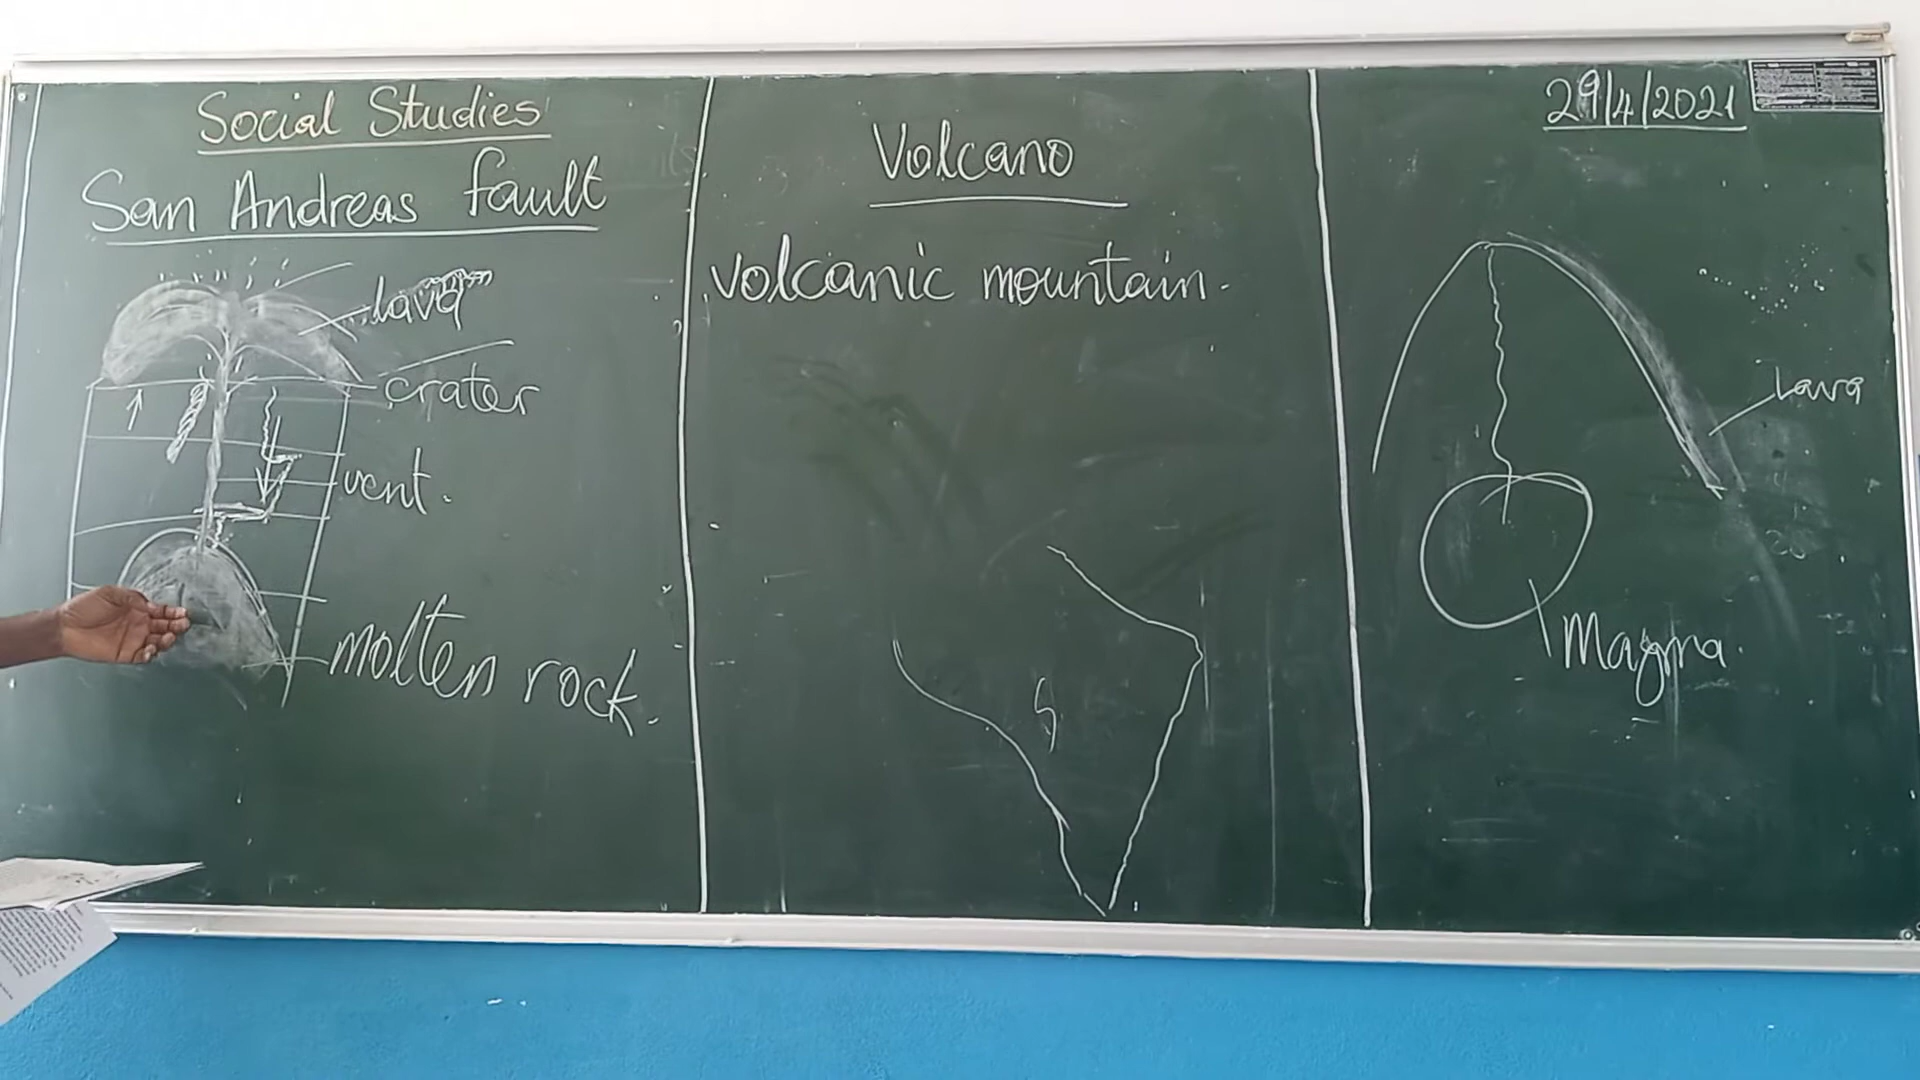 Social Studies
San Andreas fault
lava
crater
vent.
molten rock.
Volcano
volcanic mountain.
29/4/2021
Lava
Magma.